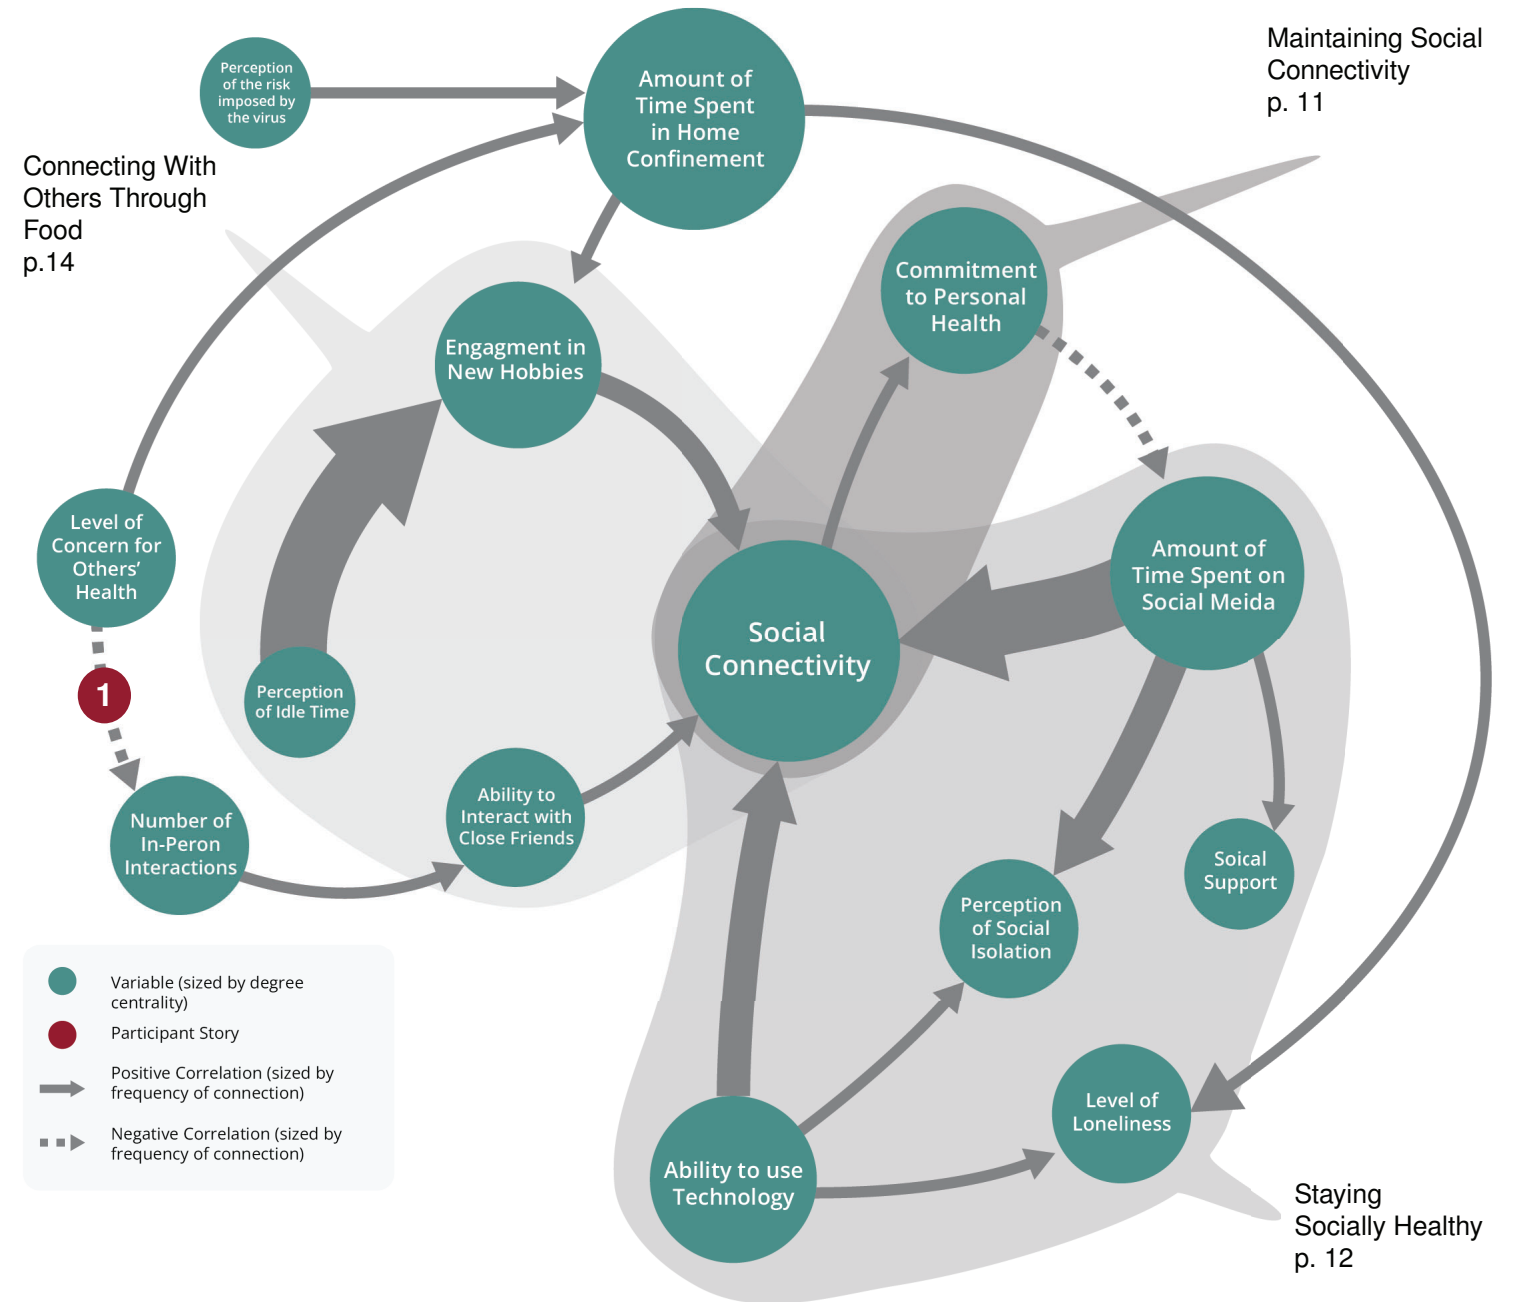 Maintaining Social
Connectivity
p. 11
Perception
of the risk
imposed by
the virus
Amount of
Time Spent
in Home
Confinement
Connecting With
Others Through
Food
p.14
Commitment
to Personal
Health
Engagment in
New Hobbies
Level of
Concern for
Others’
Health
Amount of
Time Spent on
Social Meida
Social
Connectivity
1
Perception
of Idle Time
Number of
In-Peron
Interactions
Ability to
Interact with
Close Friends
Soical
Support
Perception
of Social
Isolation
Level of
Loneliness
Ability to use
Technology
Variable (sized by degree
centrality)
Participant Story
Positive Correlation (sized by
frequency of connection)
Negative Correlation (sized by
frequency of connection)
Staying
Socially Healthy
p. 12